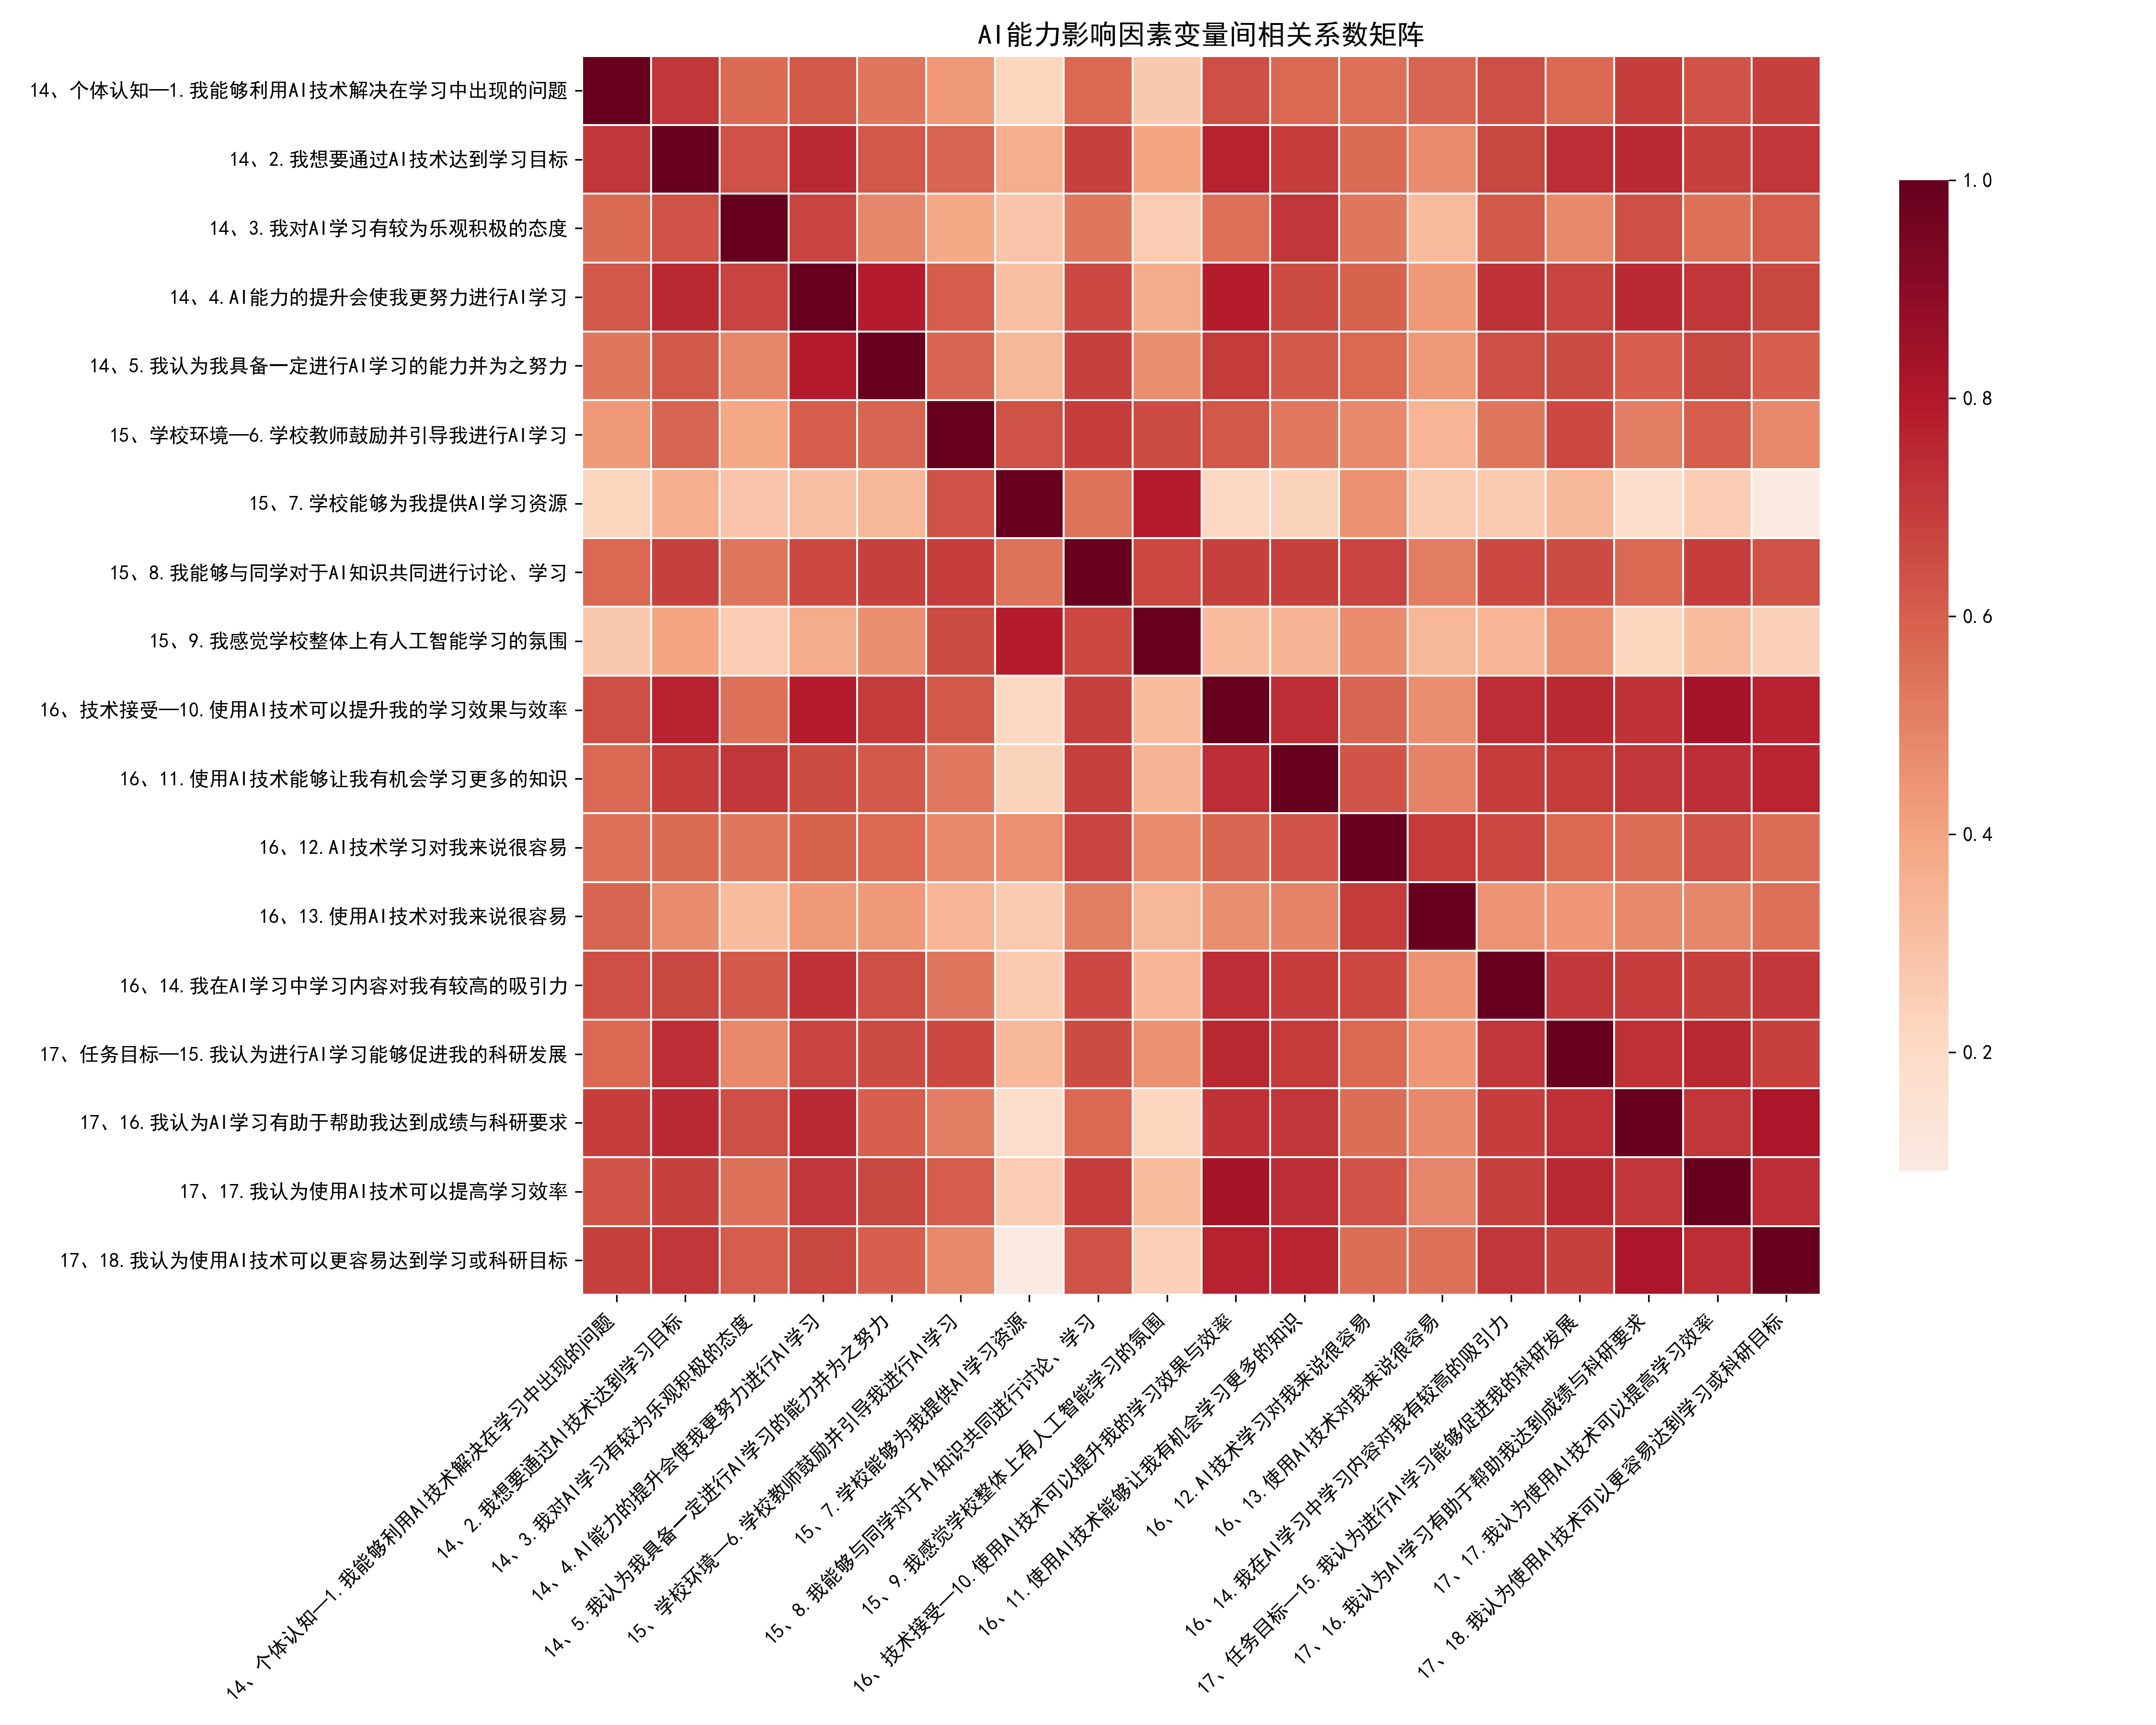 AI能力影响因素变量间相关系数矩阵
14、个体认知—1.我能够利用AI技术解决在学习中出现的问题
14、2.我想要通过AI技术达到学习目标
14、3.我对AI学习有较为乐观积极的态度
14、4.AI能力的提升会使我更努力进行AI学习
14、5.我认为我具备一定进行AI学习的能力并为之努力
15、学校环境—6.学校教师鼓励并引导我进行AI学习
15、7.学校能够为我提供AI学习资源
15、8.我能够与同学对于AI知识共同进行讨论、学习
15、9.我感觉学校整体上有人工智能学习的氛围
16、技术接受—10.使用AI技术可以提升我的学习效果与效率
16、11.使用AI技术能够让我有机会学习更多的知识
16、12.AI技术学习对我来说很容易
16、13.使用AI技术对我来说很容易
16、14.我在AI学习中学习内容对我有较高的吸引力
17、任务目标—15.我认为进行AI学习能够促进我的科研发展
17、16.我认为AI学习有助于帮助我达到成绩与科研要求
17、17.我认为使用AI技术可以提高学习效率
17、18.我认为使用AI技术可以更容易达到学习或科研目标
1.0
0.8
0.6
0.4
0.2
14、个体认知—1.我能够利用AI技术解决在学习中出现的问题
14、2.我想要通过AI技术达到学习目标
14、3.我对AI学习有较为乐观积极的态度
14、4.AI能力的提升会使我更努力进行AI学习
14、5.我认为我具备一定进行AI学习的能力并为之努力
15、学校环境—6.学校教师鼓励并引导我进行AI学习
15、7.学校能够为我提供AI学习资源
15、8.我能够与同学对于AI知识共同进行讨论、学习
15、9.我感觉学校整体上有人工智能学习的氛围
16、技术接受—10.使用AI技术可以提升我的学习效果与效率
16、11.使用AI技术能够让我有机会学习更多的知识
16、12.AI技术学习对我来说很容易
16、13.使用AI技术对我来说很容易
16、14.我在AI学习中学习内容对我有较高的吸引力
17、任务目标—15.我认为进行AI学习能够促进我的科研发展
17、16.我认为AI学习有助于帮助我达到成绩与科研要求
17、17.我认为使用AI技术可以提高学习效率
17、18.我认为使用AI技术可以更容易达到学习或科研目标